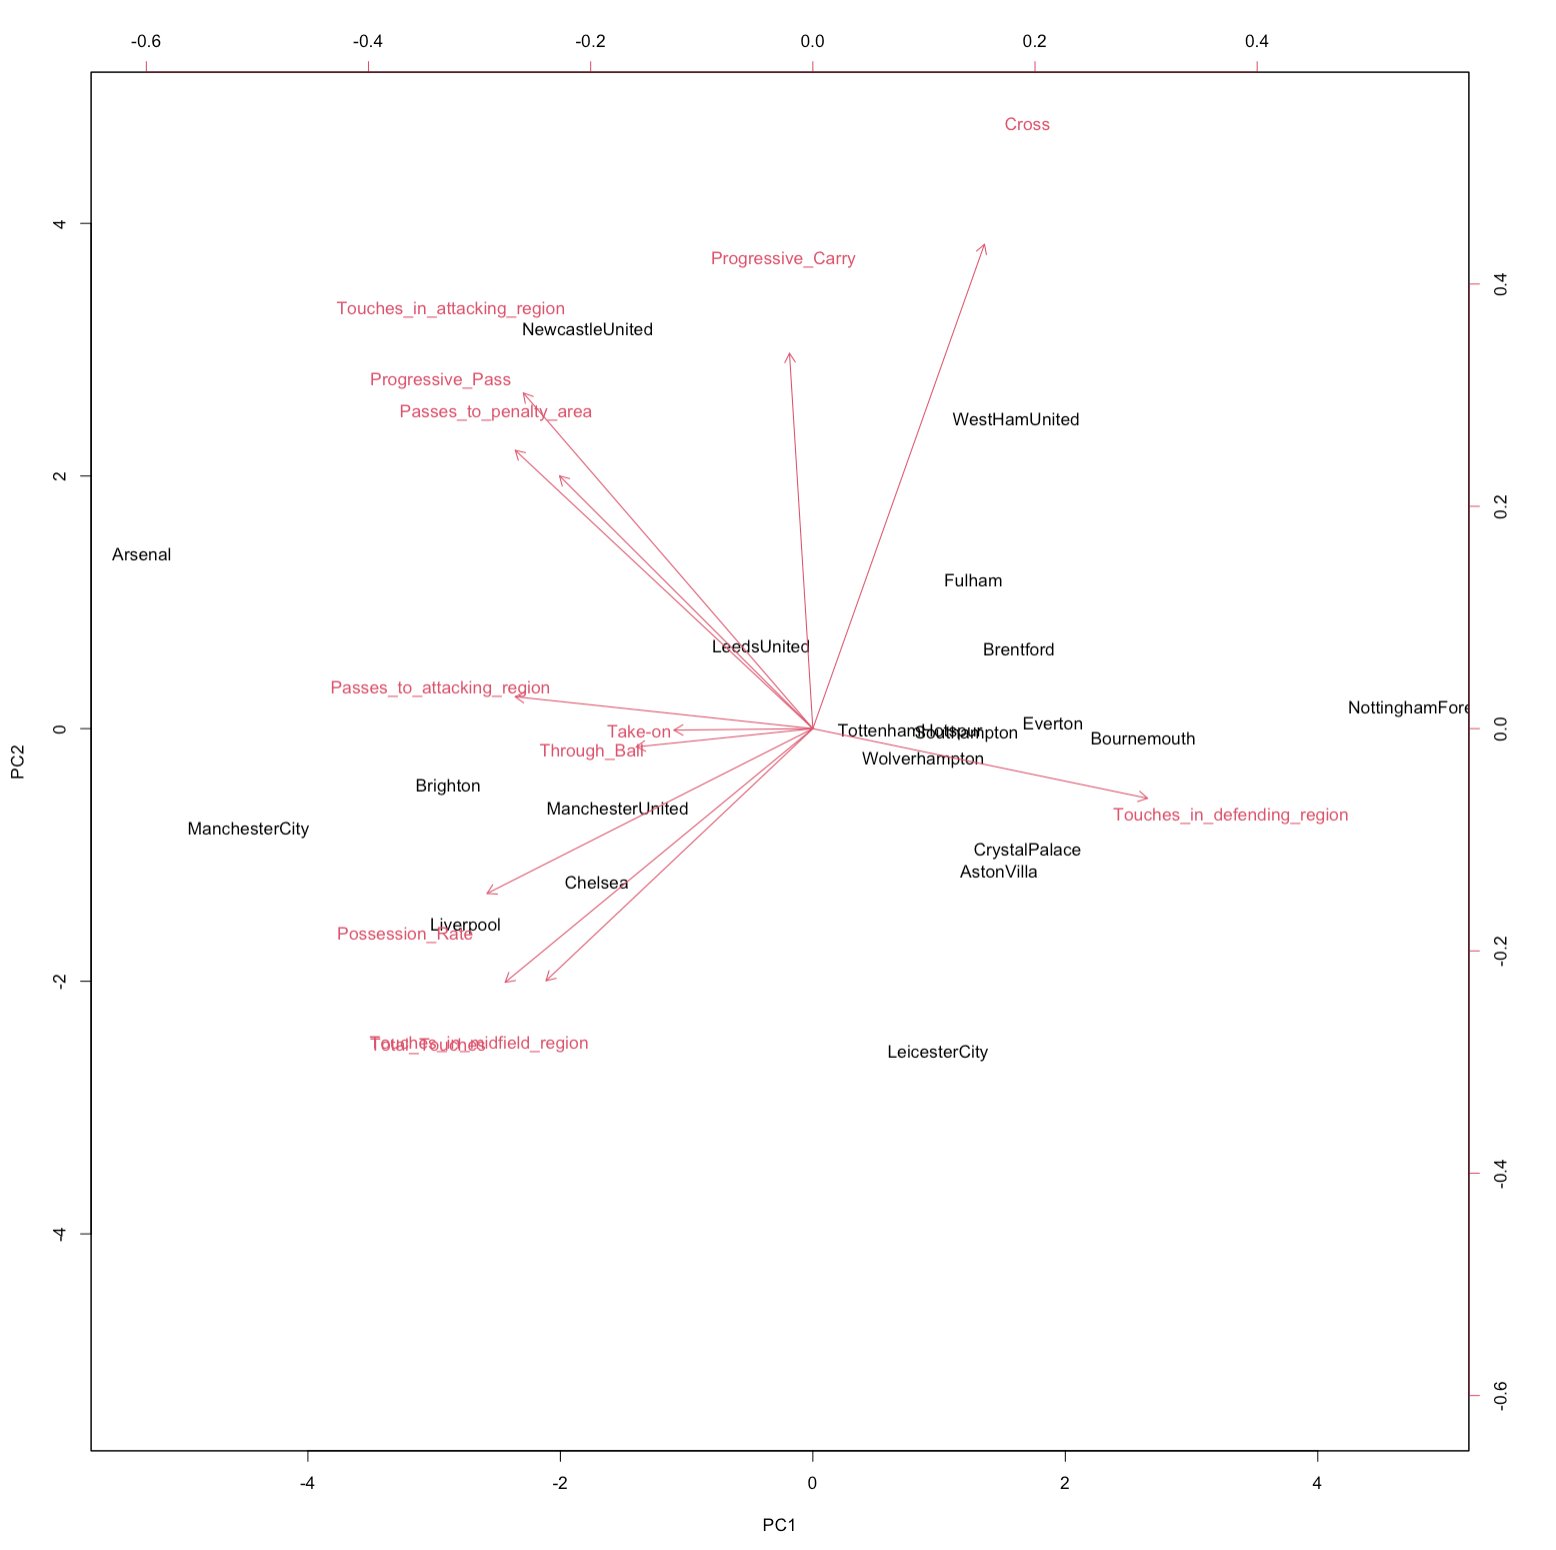 -0.6 -0.4 -0.2 0.0 0.2 0.4
Cross
4
Progressive_Carry
0.4
Touches_in_attacking_region
NewcastleUnited
Progressive_Pass
Passes_to_penalty_area
WestHamUnited
2
0.2
Arsenal
Fulham
LeedsUnited
Brentford
Passes_to_attacking_region
NottinghamFore
Everton
0
0.0
Take-on
TottenhamHotspur
Southampton
Bournemouth
Through_Ball
Wolverhampton
PC2
Brighton
ManchesterUnited
Touches_in_defending_region
ManchesterCity
CrystalPalace
AstonVilla
Chelsea
Liverpool
Possession_Rate
-0.2
-2
Touches_in_midfield_region
Total_Touches
LeicesterCity
-0.4
-4
-0.6
-4 -2 0 2 4
PC1